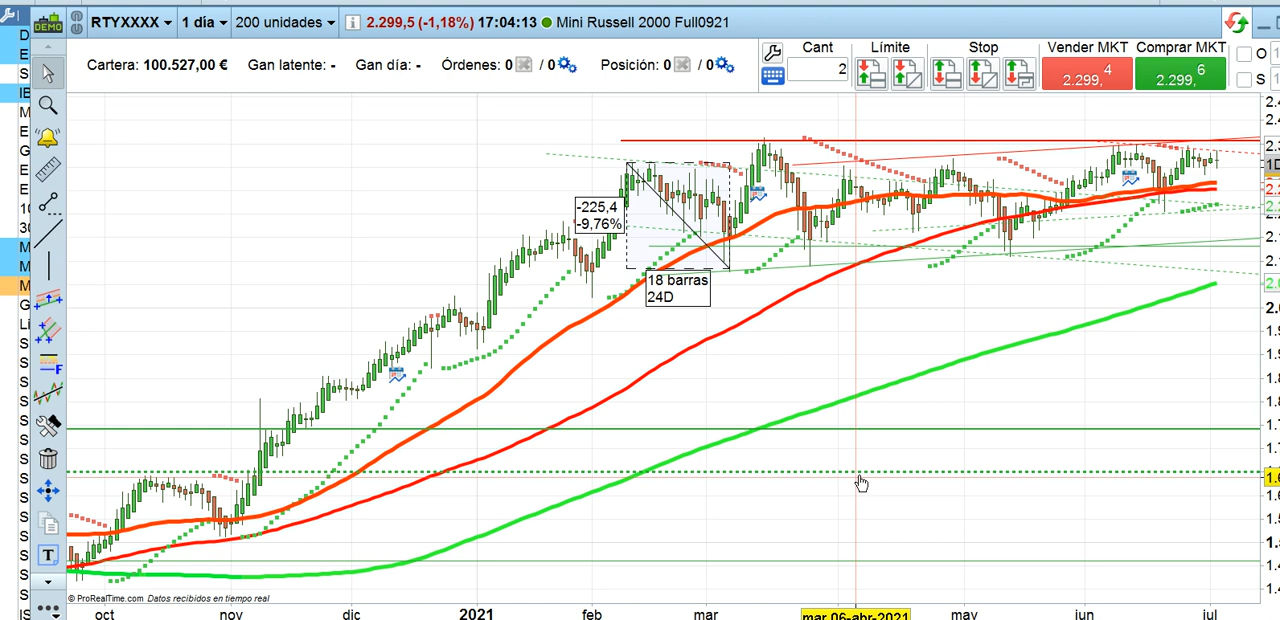 DEMO
RTYXXXX
1 día
200 unidades
2.299,5 (-1,18%) 17:04:13 Mini Russell 2000 Full0921
Cartera: 100.527,00 € Gan latente: - Gan día: - Órdenes: 0 / 0 Posición: 0 / 0
Cant Límite Stop Vender MKT Comprar MKT
2
2.299, 4
2.299, 6
O
S
225,4
-9,76%
18 barras
24D
T
F
© ProRealTime.com Datos recibidos en tiempo real
oct nov dic 2021 feb mar mar 06-abr-2021 may jun jul